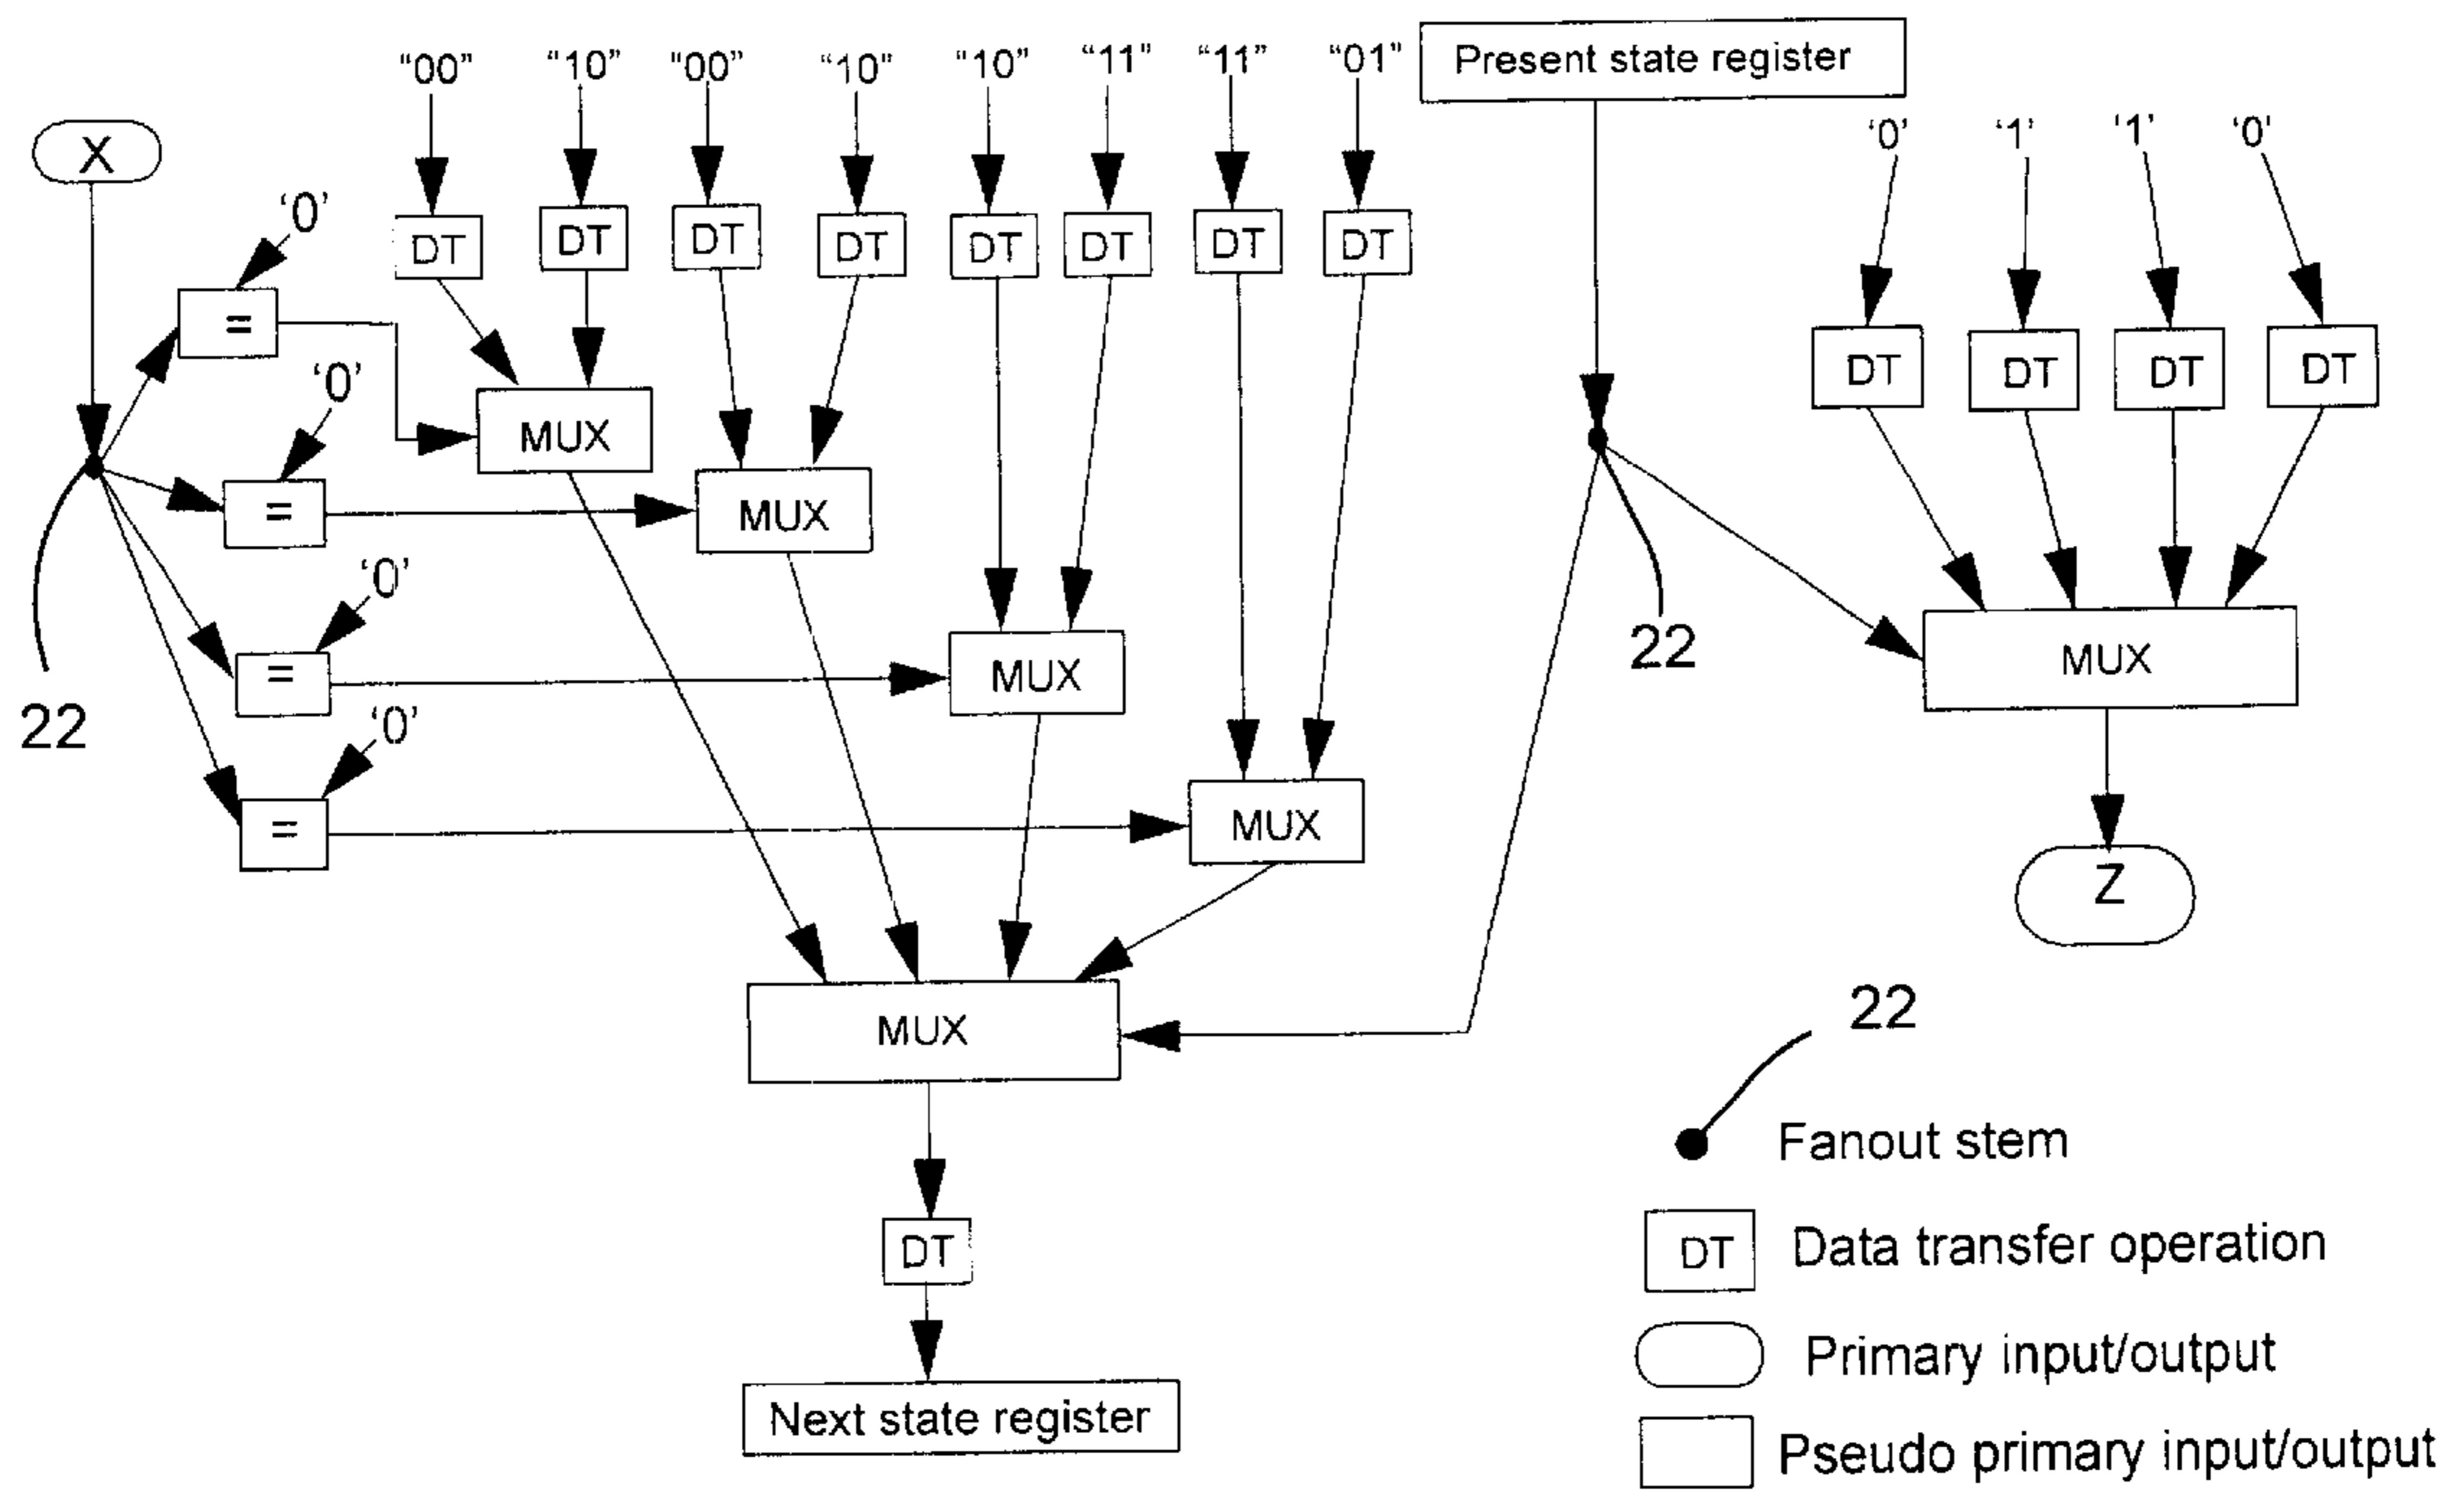 “00” “10” “00” “10” “10” “11” “11” “01”
Present state register
‘0’ ‘1’ ‘1’ ‘0’
X
‘0’
DT DT DT DT DT DT DT DT
=
DT DT DT DT
‘0’
MUX
=
MUX
‘0’
22
MUX
=
MUX
22
‘0’
=
MUX
Z
MUX
22
Fanout stem
DT
DT Data transfer operation
Primary input/output
Next state register
Pseudo primary input/output